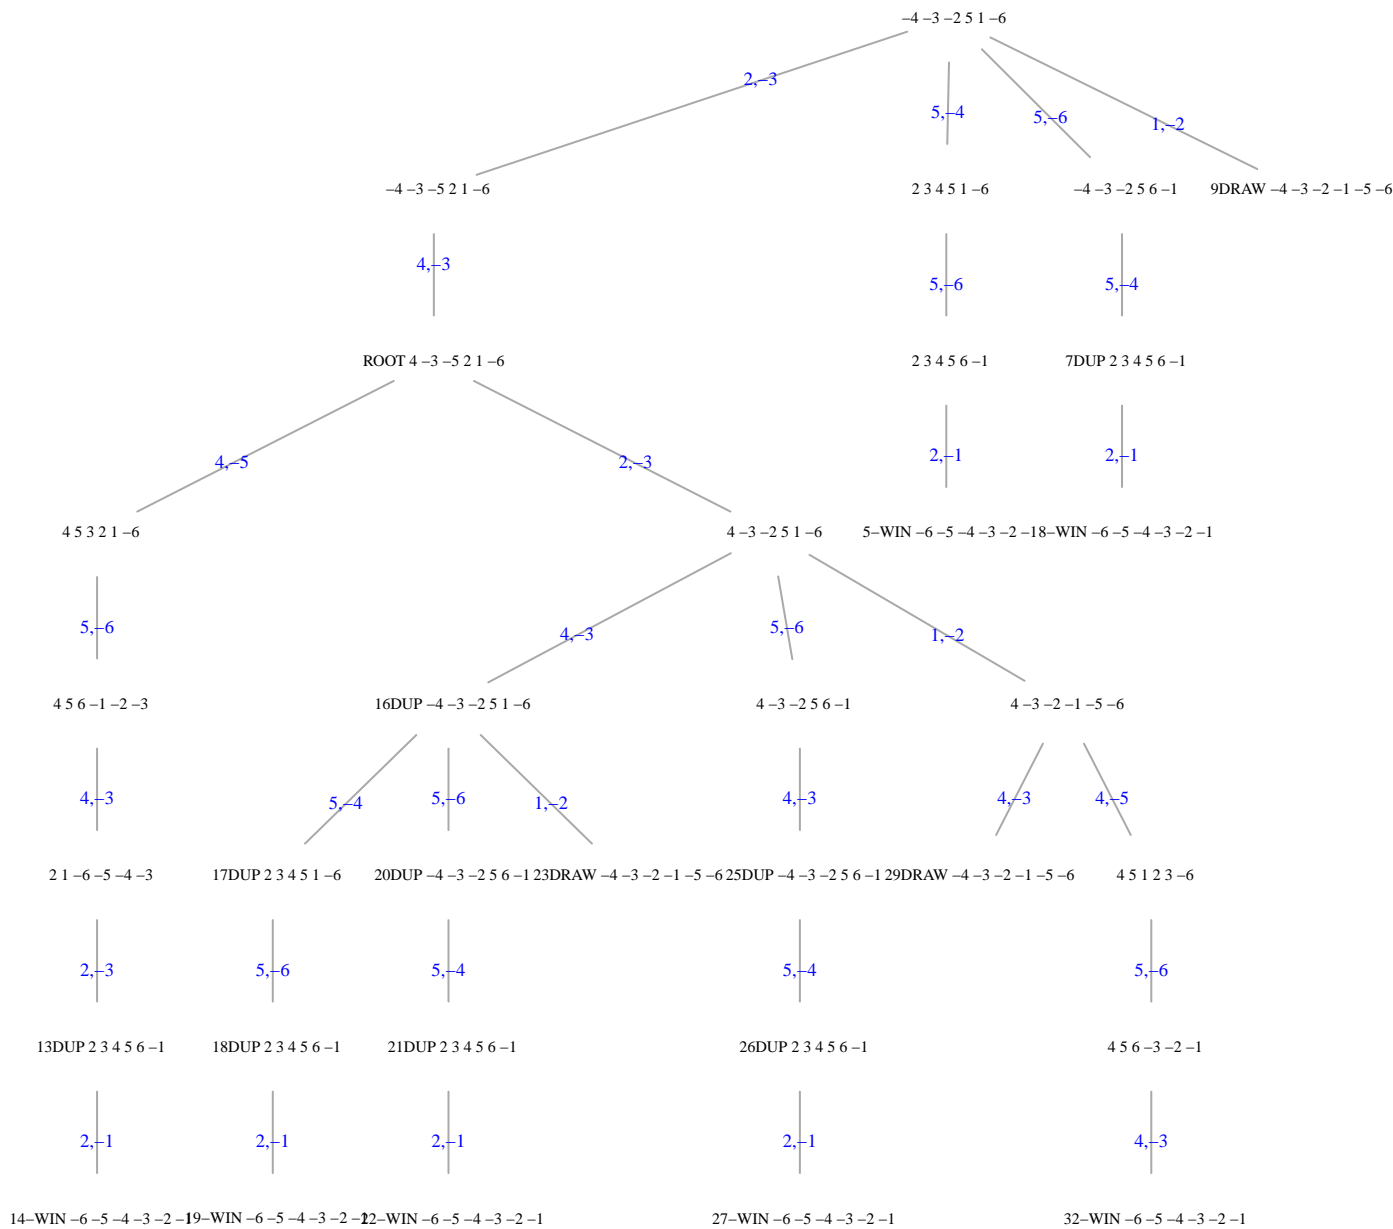 –4 –3 –2 5 1 –6
2,–3
5,–4
5,–6
1,–2
–4 –3 –5 2 1 –6
2 3 4 5 1 –6
–4 –3 –2 5 6 –1
9DRAW –4 –3 –2 –1 –5 –6
4,–3
5,–6
5,–4
ROOT 4 –3 –5 2 1 –6
2 3 4 5 6 –1
7DUP 2 3 4 5 6 –1
4,–5
2,–3
2,–1
2,–1
4 5 3 2 1 –6
4 –3 –2 5 1 –6
5–WIN –6 –5 –4 –3 –2 –1
8–WIN –6 –5 –4 –3 –2 –1
5,–6
4,–3
5,–6
1,–2
4 5 6 –1 –2 –3
16DUP –4 –3 –2 5 1 –6
4 –3 –2 5 6 –1
4 –3 –2 –1 –5 –6
4,–3
5,–4
5,–6
1,–2
4,–3
4,–3
4,–5
2 1 –6 –5 –4 –3
17DUP 2 3 4 5 1 –6
20DUP –4 –3 –2 5 6 –1
23DRAW –4 –3 –2 –1 –5 –6
25DUP –4 –3 –2 5 6 –1
29DRAW –4 –3 –2 –1 –5 –6
4 5 1 2 3 –6
2,–3
5,–6
5,–4
5,–4
5,–6
13DUP 2 3 4 5 6 –1
18DUP 2 3 4 5 6 –1
21DUP 2 3 4 5 6 –1
26DUP 2 3 4 5 6 –1
4 5 6 –3 –2 –1
2,–1
2,–1
2,–1
2,–1
4,–3
14–WIN –6 –5 –4 –3 –2 –1
19–WIN –6 –5 –4 –3 –2 –1
22–WIN –6 –5 –4 –3 –2 –1
27–WIN –6 –5 –4 –3 –2 –1
32–WIN –6 –5 –4 –3 –2 –1